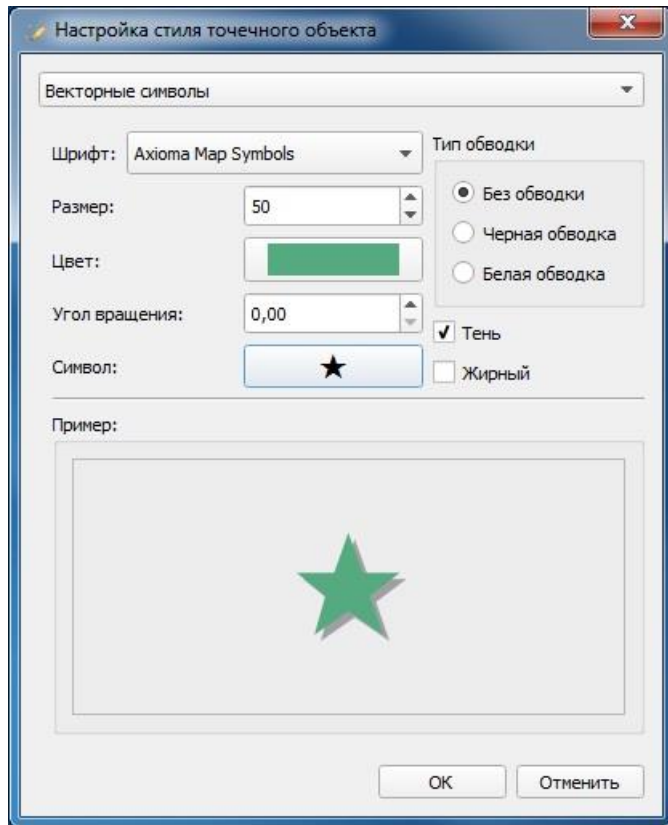 Настройка стиля точечного объекта
Векторные символы
Шрифт: Axioma Map Symbols
Тип обводки
Размер: 50
Без обводки
Черная обводка
Белая обводка
Цвет:
Угол вращения: 0,00
Тень
Символ:
Жирный
Пример:
OK Отменить